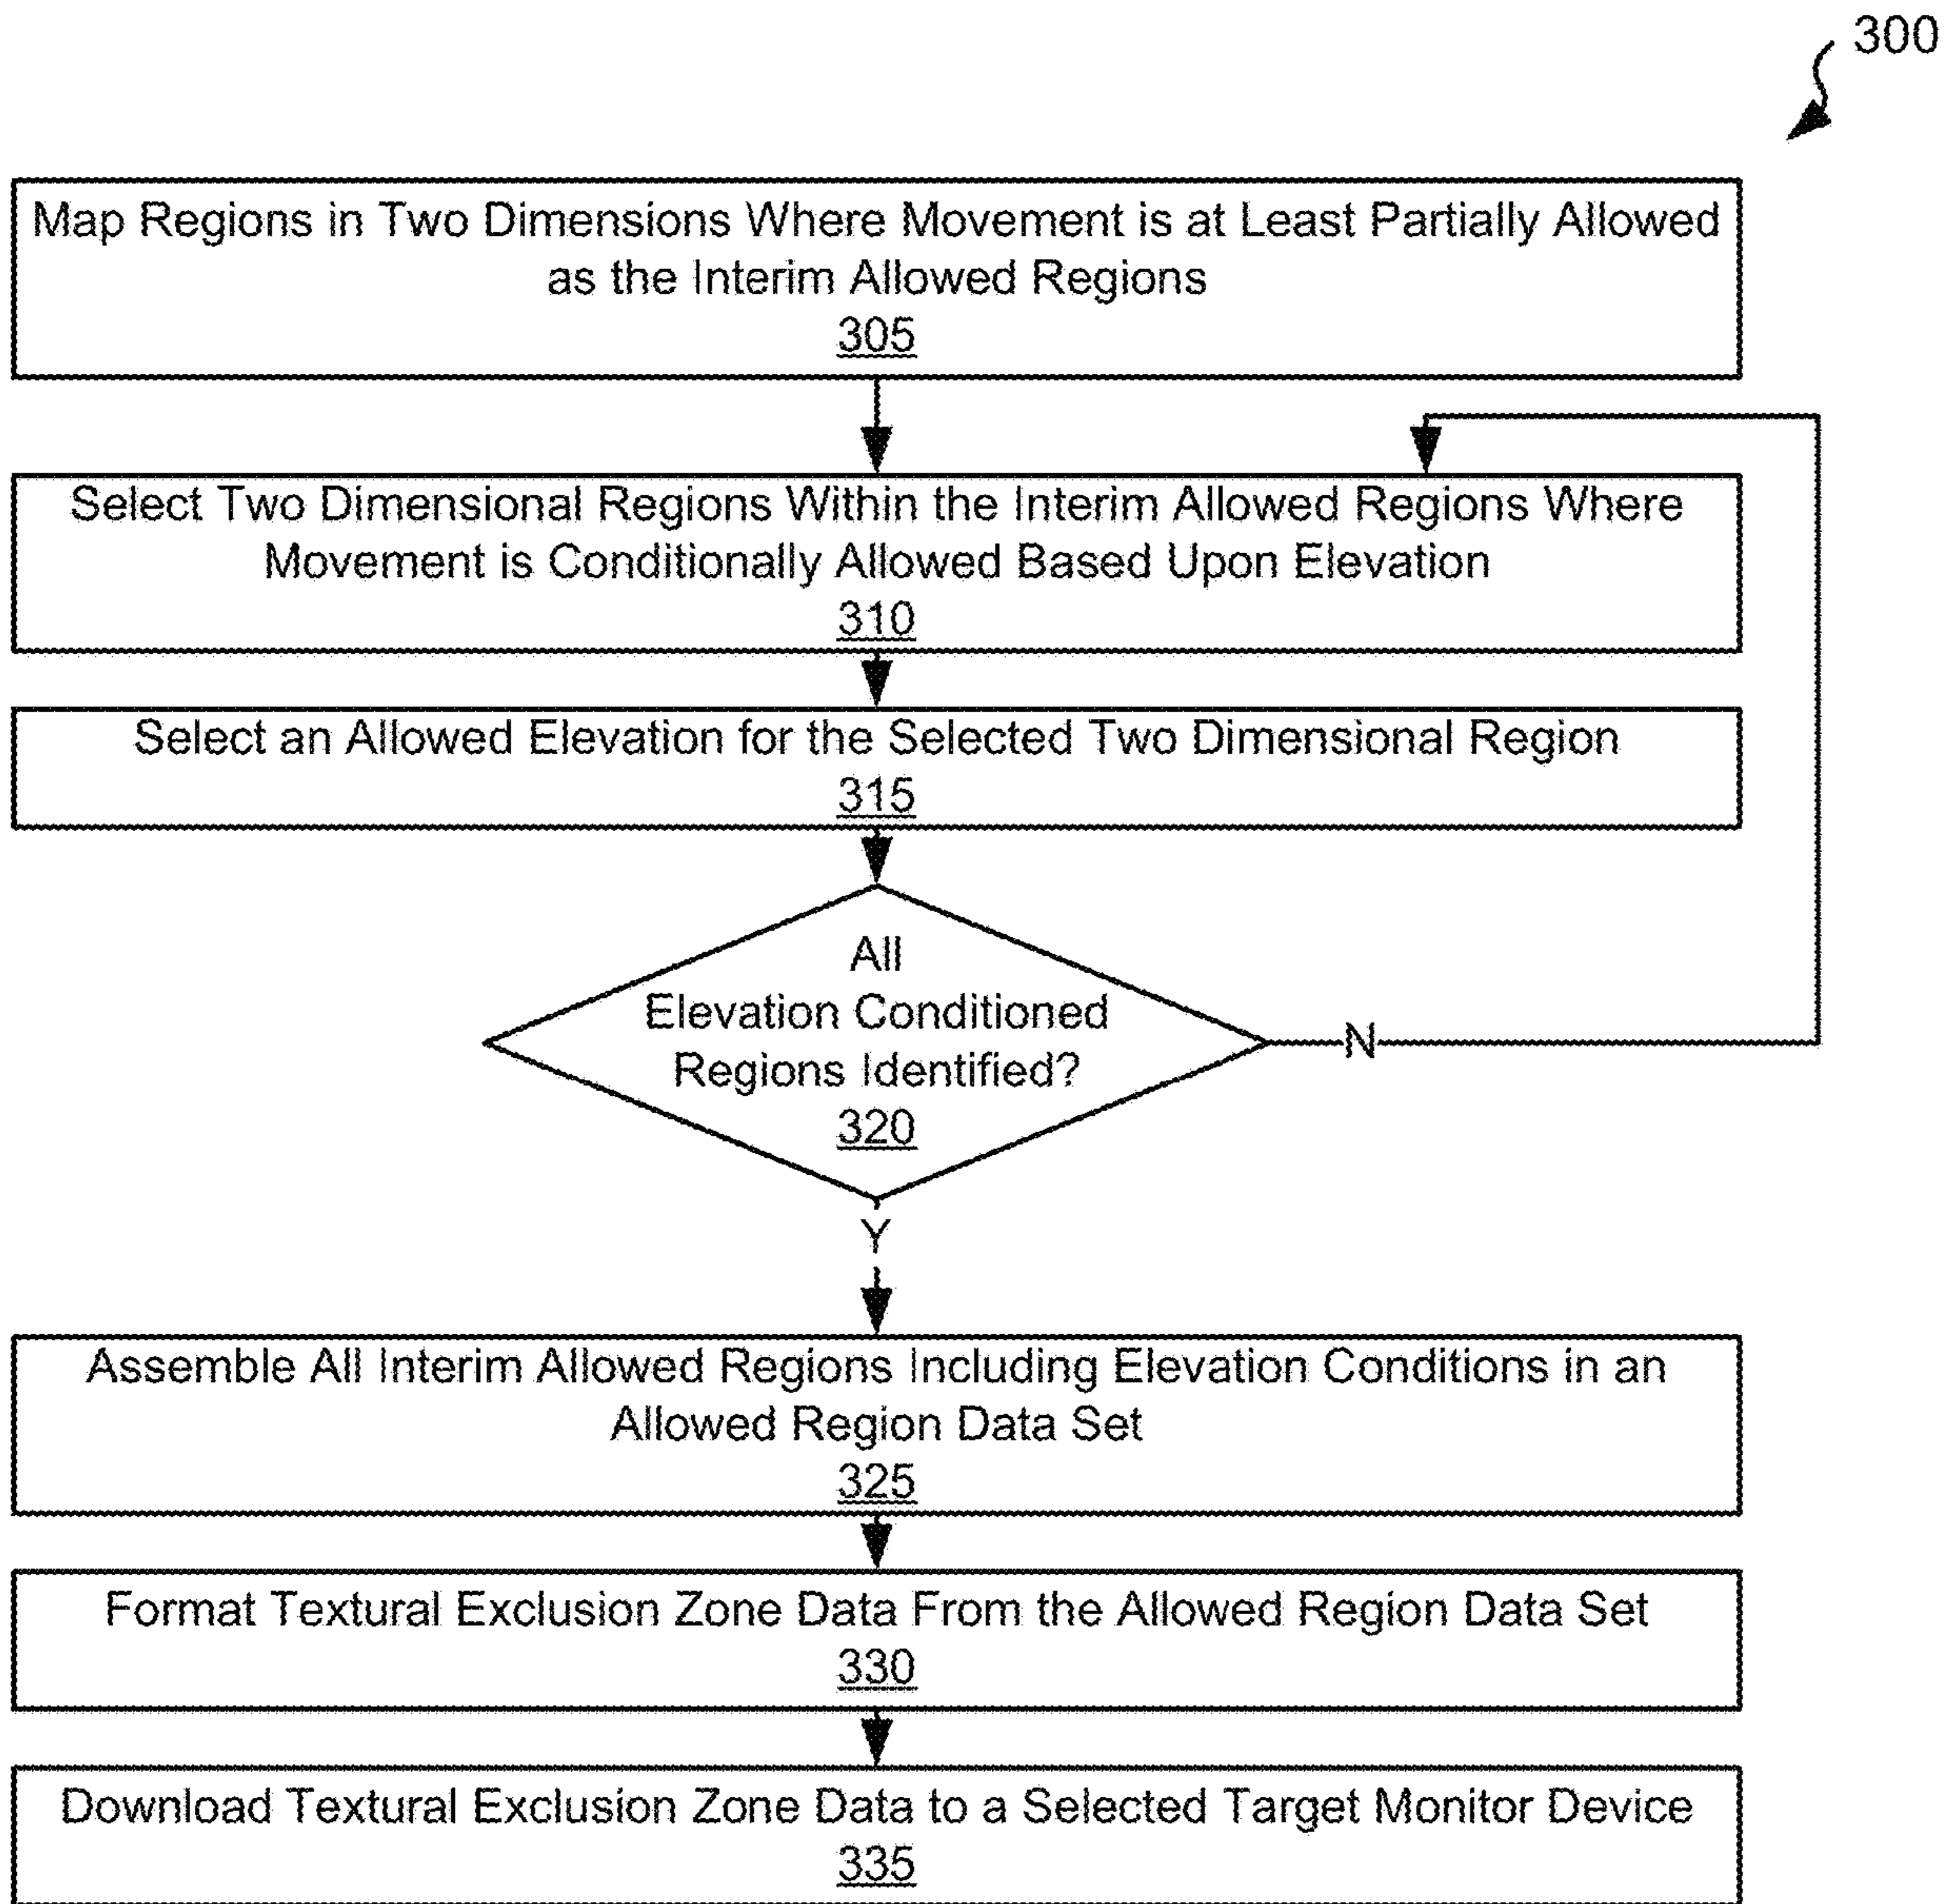 300
Map Regions in Two Dimensions Where Movement is at Least Partially Allowed
as the Interim Allowed Regions
305
Select Two Dimensional Regions Within the Interim Allowed Regions Where
Movement is Conditionally Allowed Based Upon Elevation
310
Select an Allowed Elevation for the Selected Two Dimensional Region
315
All
Elevation Conditioned
Regions Identified?
320
N
Y
Assemble All Interim Allowed Regions Including Elevation Conditions in an
Allowed Region Data Set
325
Format Textural Exclusion Zone Data From the Allowed Region Data Set
330
Download Textural Exclusion Zone Data to a Selected Target Monitor Device
335